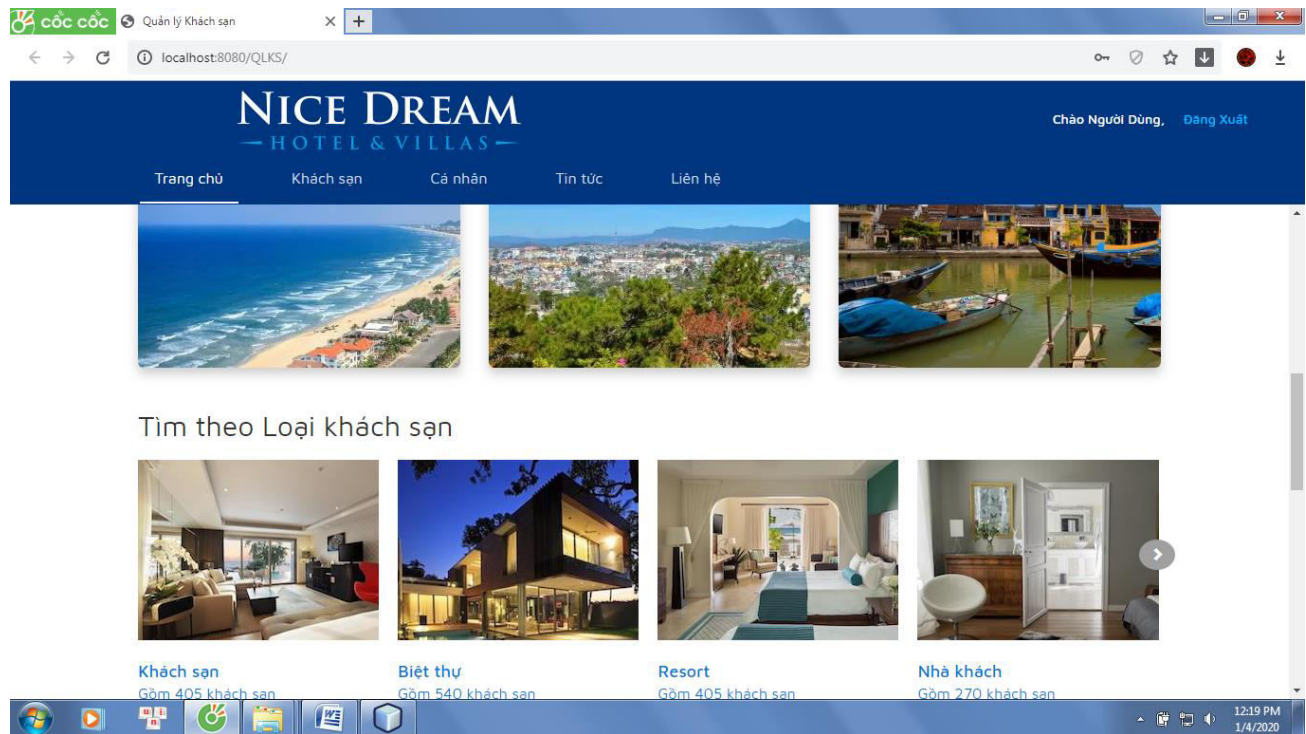 cốc cốc Quản lý Khách sạn
localhost:8080/QLKS/
NICE DREAM
HOTEL & VILLAS
Chào Người Dùng, Đăng Xuất
Trang chủ Khách sạn Cá nhân Tin tức Liên hệ
Tìm theo Loại khách sạn
Khách sạn Biệt thự Resort Nhà khách
Gồm 405 khách sạn Gồm 540 khách sạn Gồm 405 khách sạn Gồm 270 khách sạn
12:19 PM
1/4/2020